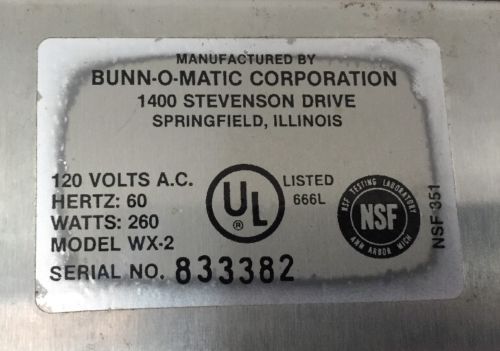 MANUFACTURED BY
BUNN-O-MATIC CORPORATION
1400 STEVENSON DRIVE
SPRINGFIELD, ILLINOIS
120 VOLTS A.C.
HERTZ: 60
WATTS: 260
MODEL WX-2
SERIAL NO. 833382
UL
®
LISTED
666L
NSF TESTING LABORATORY
NSF
ANN ARBOR MICH
NSF-351